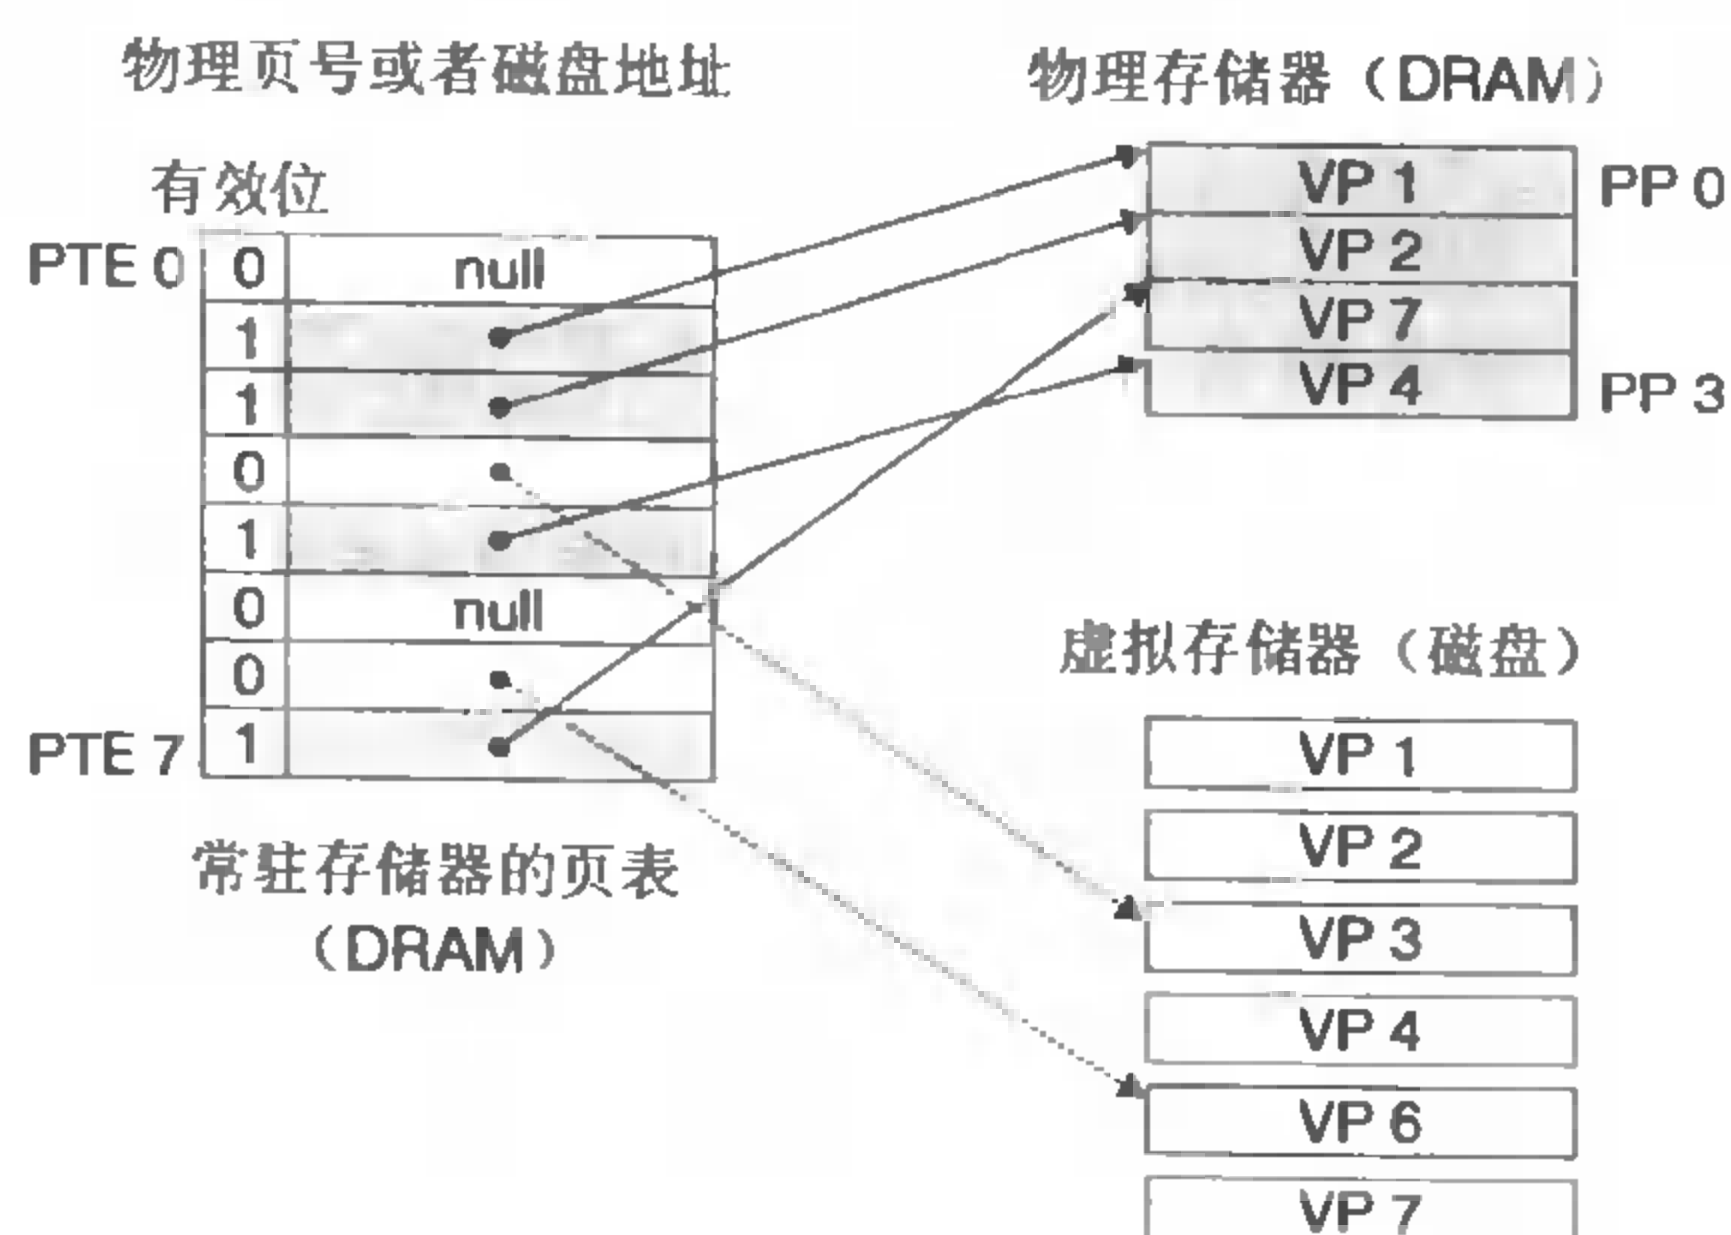 物理页号或者磁盘地址
有效位
PTE 0
0 null
1
1
0
1
0 null
0
PTE 7
1
常驻存储器的页表
（DRAM）
物理存储器（DRAM）
VP 1
PP 0
VP 2
VP 7
VP 4
PP 3
虚拟存储器（磁盘）
VP 1
VP 2
VP 3
VP 4
VP 6
VP 7